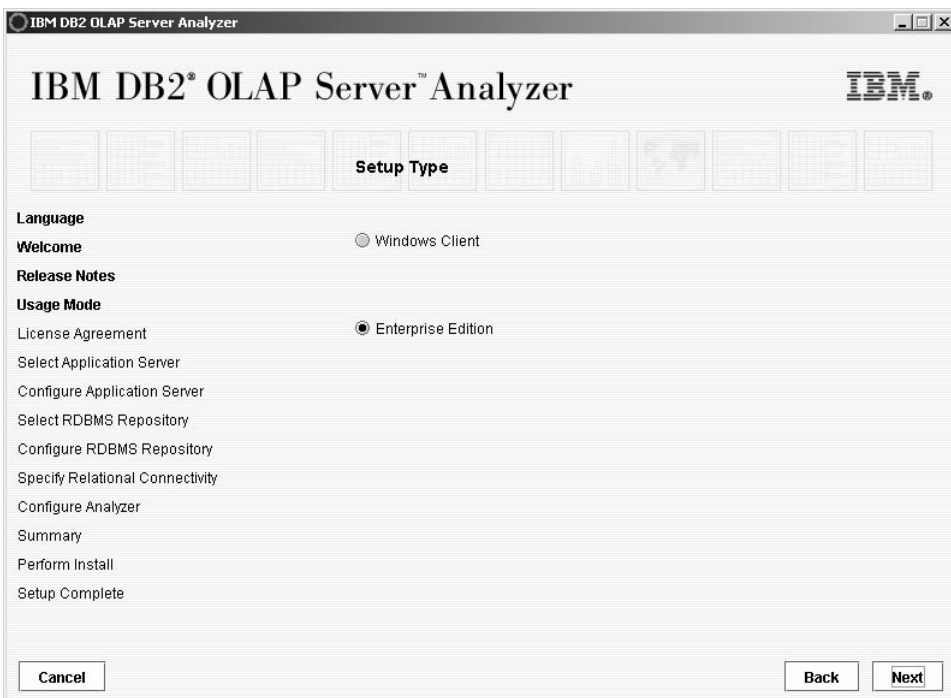 IBM DB2 OLAP Server Analyzer
IBM DB2® OLAP Server™ Analyzer
IBM®
Setup Type
Language
Welcome
Release Notes
Usage Mode
License Agreement
Select Application Server
Configure Application Server
Select RDBMS Repository
Configure RDBMS Repository
Specify Relational Connectivity
Configure Analyzer
Summary
Perform Install
Setup Complete
Windows Client
Enterprise Edition
Cancel
Back
Next